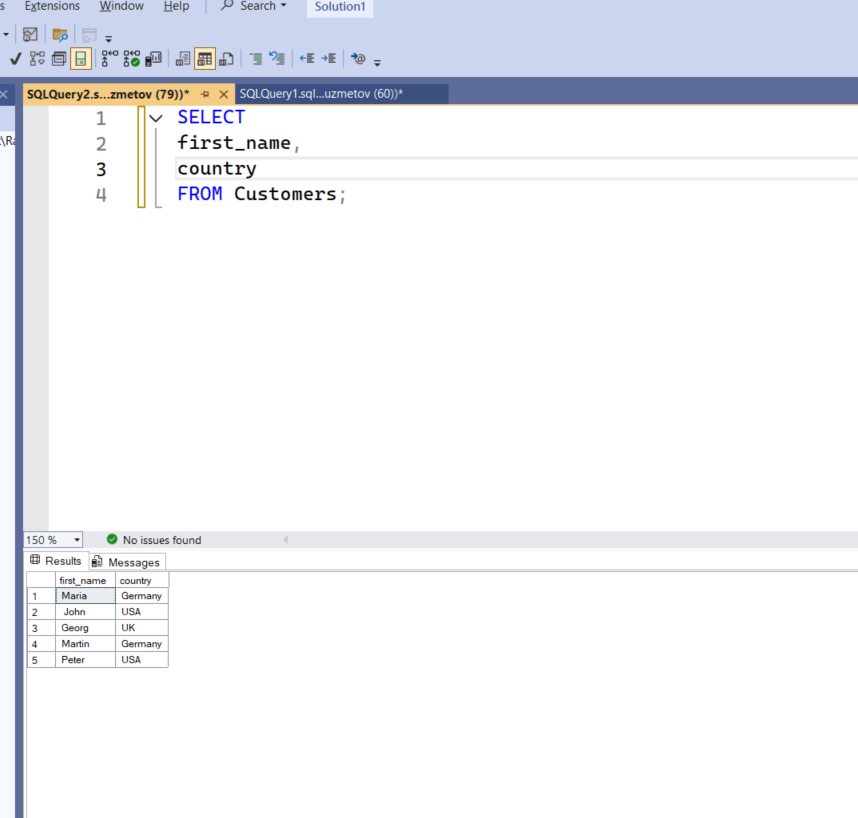 s Extensions Window Help Search Solution1
SQLQuery2.s...zmetov (79))* SQLQuery1.sql...uzmetov (60))*
:\Ra
1 SELECT
2 first_name,
3 country
4 FROM Customers;
150 % No issues found
Results Messages
first_name country
1 Maria Germany
2 John USA
3 Georg UK
4 Martin Germany
5 Peter USA